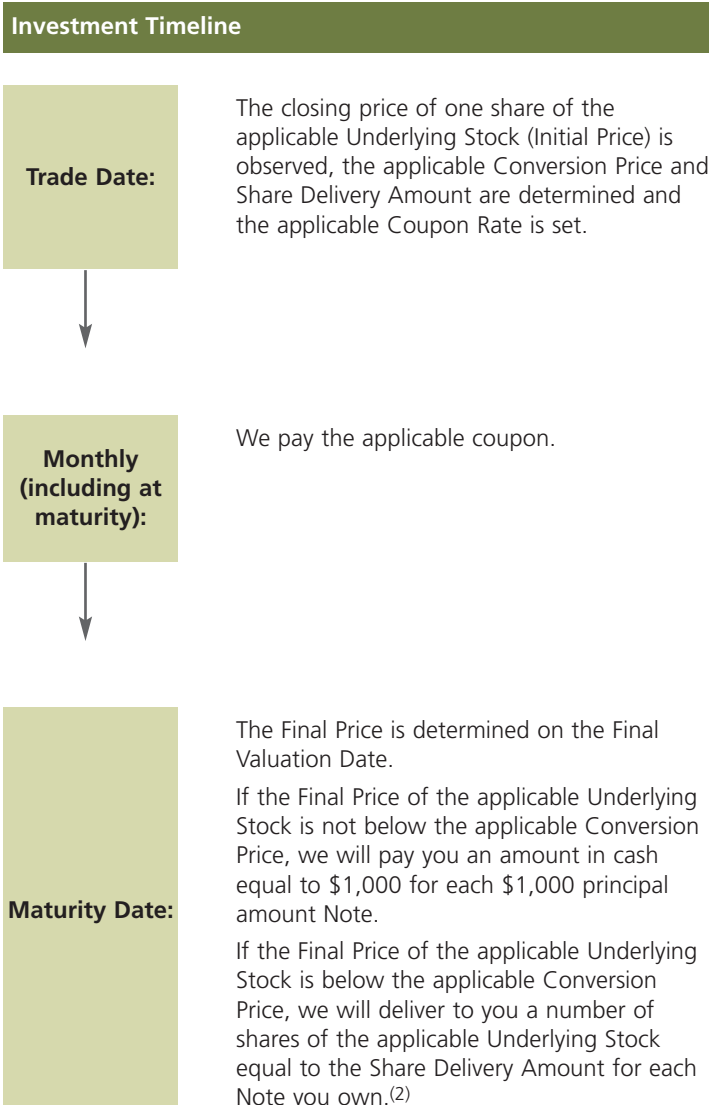 Investment Timeline
Trade Date:
The closing price of one share of the
applicable Underlying Stock (Initial Price) is
observed, the applicable Conversion Price and
Share Delivery Amount are determined and
the applicable Coupon Rate is set.
Monthly
(including at
maturity):
We pay the applicable coupon.
Maturity Date:
The Final Price is determined on the Final
Valuation Date.
If the Final Price of the applicable Underlying
Stock is not below the applicable Conversion
Price, we will pay you an amount in cash
equal to $1,000 for each $1,000 principal
amount Note.
If the Final Price of the applicable Underlying
Stock is below the applicable Conversion
Price, we will deliver to you a number of
shares of the applicable Underlying Stock
equal to the Share Delivery Amount for each
Note you own.(2)